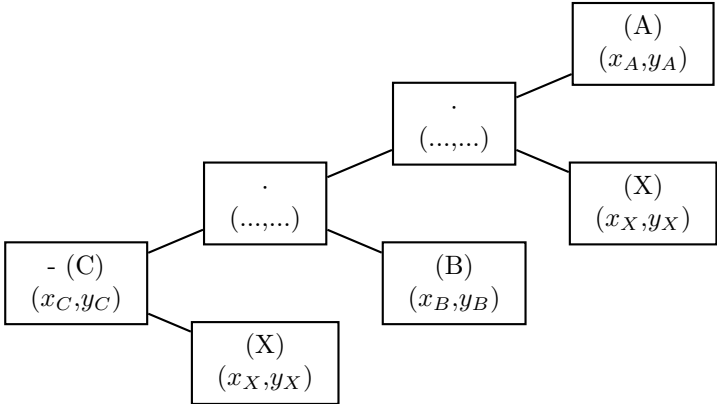 (A)
(x_A,y_A)
.
(...,...)
.
(...,...)
(X)
(x_X,y_X)
- (C)
(x_C,y_C)
(B)
(x_B,y_B)
(X)
(x_X,y_X)